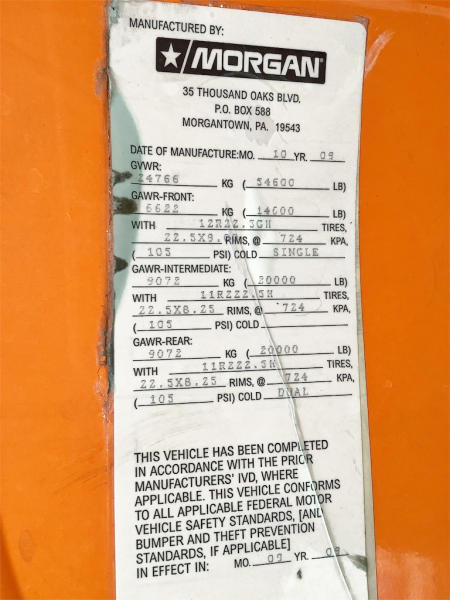 MANUFACTURED BY:
MORGAN
35 THOUSAND OAKS BLVD.
P.O. BOX 588
MORGANTOWN, PA. 19543
DATE OF MANUFACTURE: MO. 10 YR. 09
GVWR:
24766 KG ( 54600 LB)
GAWR-FRONT:
6622 KG ( 14600 LB)
WITH 12R22.5GH TIRES,
22.5X9.00 RIMS, @ 724 KPA,
( 105 PSI) COLD SINGLE
GAWR-INTERMEDIATE:
9072 KG ( 20000 LB)
WITH 11R22.5H TIRES,
22.5X8.25 RIMS, @ 724 KPA,
( 105 PSI) COLD
GAWR-REAR:
9072 KG ( 20000 LB)
WITH 11R22.5H TIRES,
22.5X8.25 RIMS, @ 724 KPA,
( 105 PSI) COLD DUAL
THIS VEHICLE HAS BEEN COMPLETED
IN ACCORDANCE WITH THE PRIOR
MANUFACTURERS' IVD, WHERE
APPLICABLE. THIS VEHICLE CONFORMS
TO ALL APPLICABLE FEDERAL MOTOR
VEHICLE SAFETY STANDARDS, [AND
BUMPER AND THEFT PREVENTION
STANDARDS, IF APPLICABLE]
IN EFFECT IN: MO. 09 YR. 09